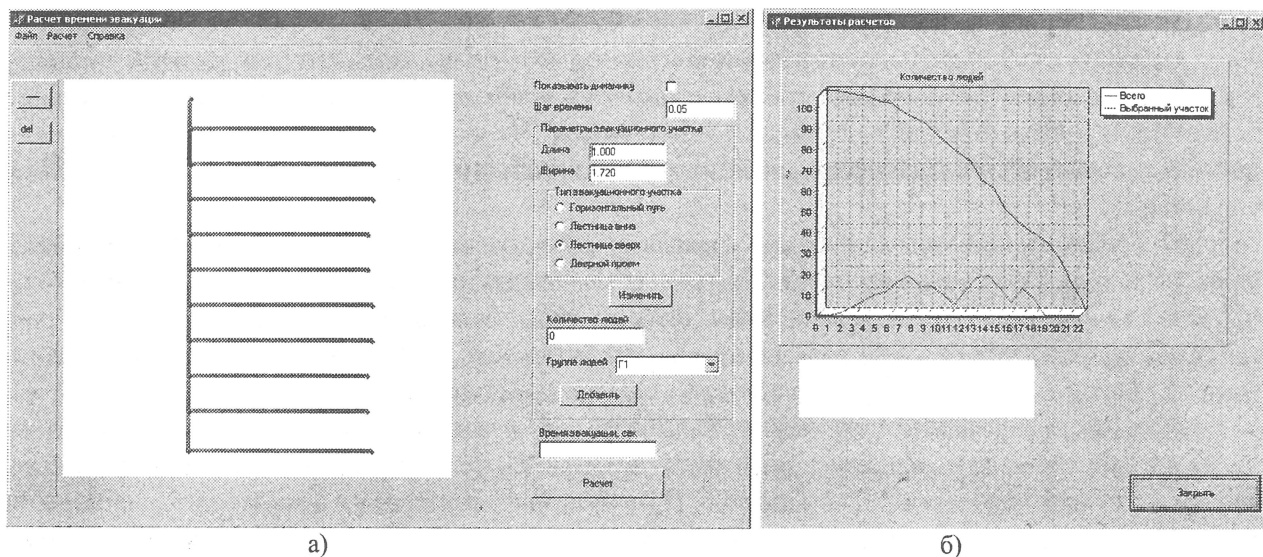 Расчет времени эвакуации
Файл Расчет Справка
del
Показывать динамику
Шаг времени 0.05
Параметры эвакуационного участка
Длина 1.000
Ширина 1.720
Тип эвакуационного участка
Горизонтальный путь
Лестница вниз
Лестница вверх
Дверной проем
Изменить
Количество людей
0
Группа людей Г1
Добавить
Время эвакуации, сек
Расчет
а)
Результаты расчетов
Количество людей
Всего
Выбранный участок
100
90
80
70
60
50
40
30
20
10
0
0 1 2 3 4 5 6 7 8 9 10 11 12 13 14 15 16 17 18 19 20 21 22
Закрыть
б)